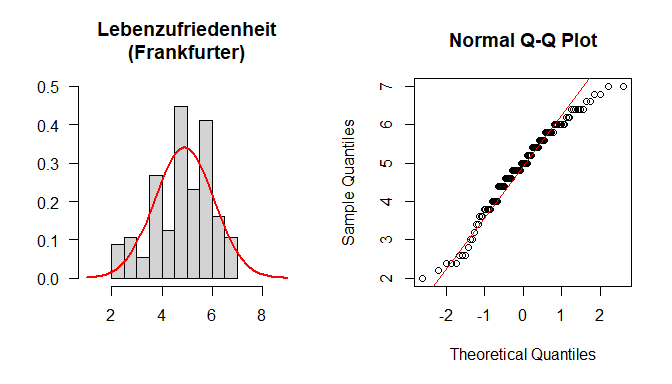 Lebenzufriedenheit
(Frankfurter)
0.5
0.4
0.3
0.2
0.1
0.0
2 4 6 8
Normal Q-Q Plot
Sample Quantiles
7
6
5
4
3
2
-2 -1 0 1 2
Theoretical Quantiles